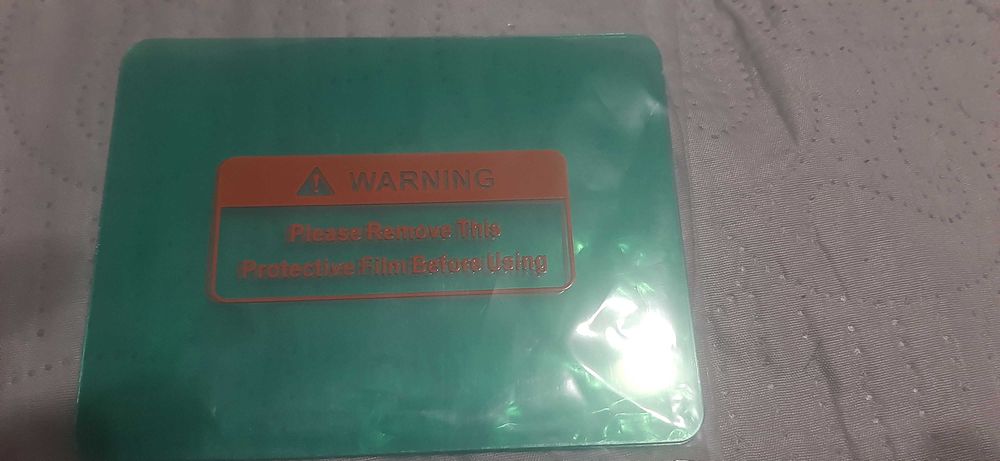 WARNING
Please Remove This
Protective Film Before Using